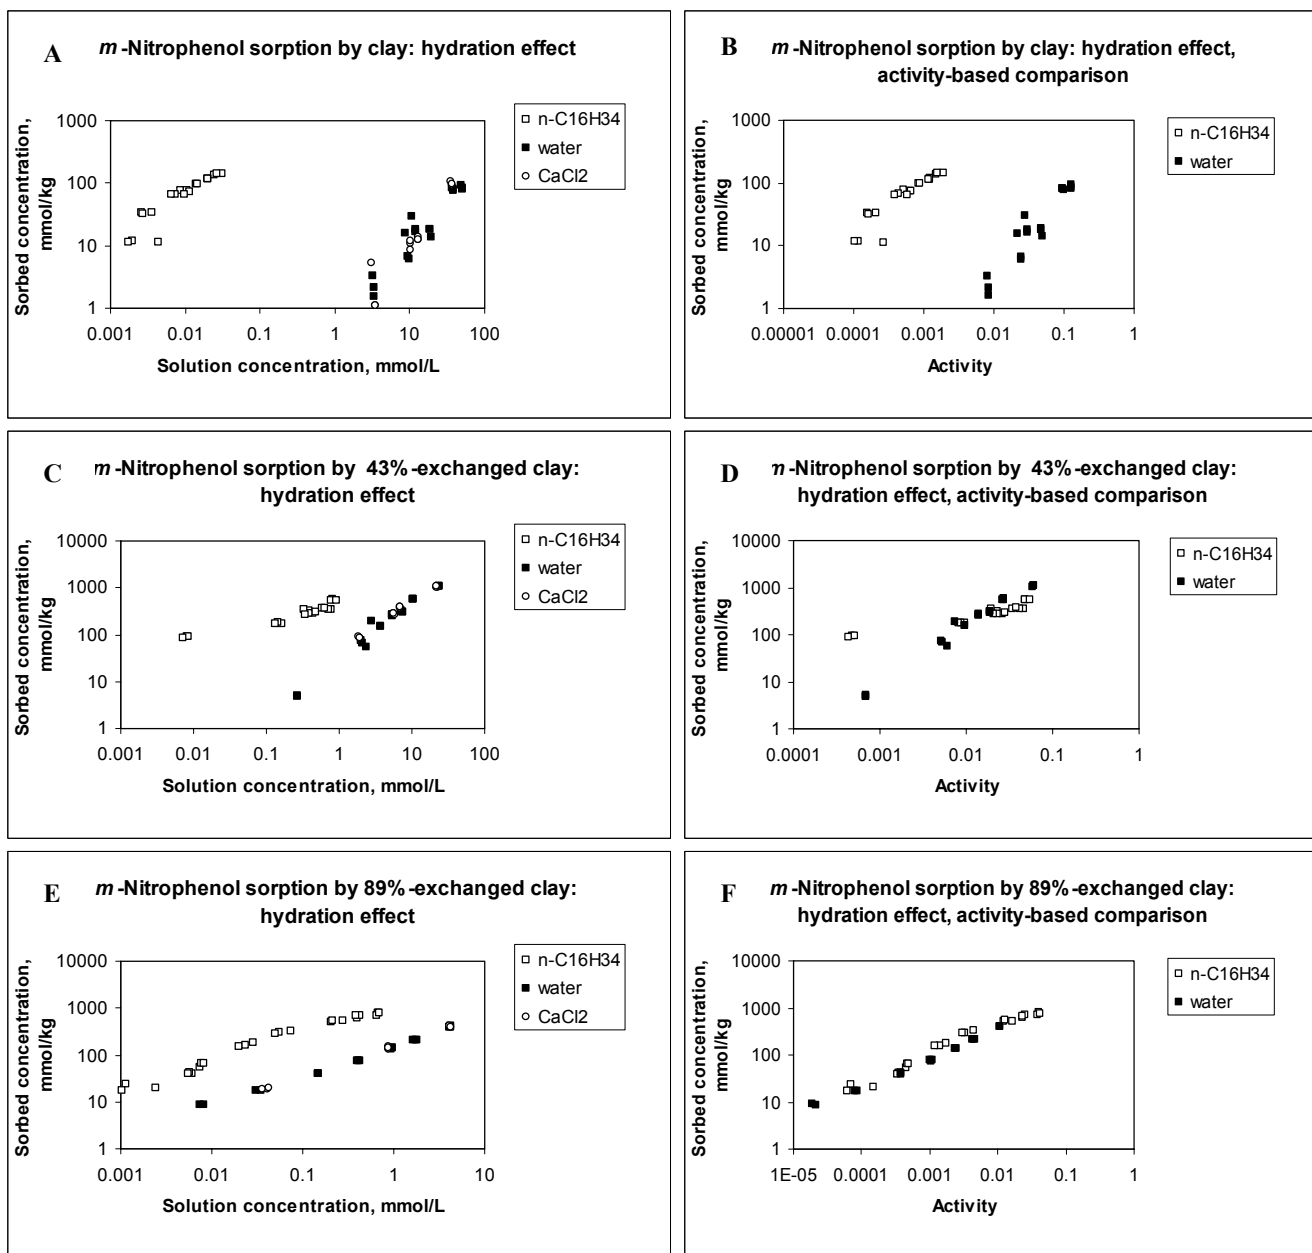 A
m-Nitrophenol sorption by clay: hydration effect
Sorbed concentration,
mmol/kg
1000
100
10
1
0.001 0.01 0.1 1 10 100
Solution concentration, mmol/L
n-C16H34
water
CaCl2
B
m-Nitrophenol sorption by clay: hydration effect,
activity-based comparison
Sorbed concentration,
mmol/kg
1000
100
10
1
0.00001 0.0001 0.001 0.01 0.1 1
Activity
n-C16H34
water
C
m-Nitrophenol sorption by 43%-exchanged clay:
hydration effect
Sorbed concentration,
mmol/kg
10000
1000
100
10
1
0.001 0.01 0.1 1 10 100
Solution concentration, mmol/L
n-C16H34
water
CaCl2
D
m-Nitrophenol sorption by 43%-exchanged clay:
hydration effect, activity-based comparison
Sorbed concentration,
mmol/kg
10000
1000
100
10
1
0.0001 0.001 0.01 0.1 1
Activity
n-C16H34
water
E
m-Nitrophenol sorption by 89%-exchanged clay:
hydration effect
Sorbed concentration,
mmol/kg
10000
1000
100
10
1
0.001 0.01 0.1 1 10
Solution concentration, mmol/L
n-C16H34
water
CaCl2
F
m-Nitrophenol sorption by 89%-exchanged clay:
hydration effect, activity-based comparison
Sorbed concentration,
mmol/kg
10000
1000
100
10
1
1E-05 0.0001 0.001 0.01 0.1 1
Activity
n-C16H34
water